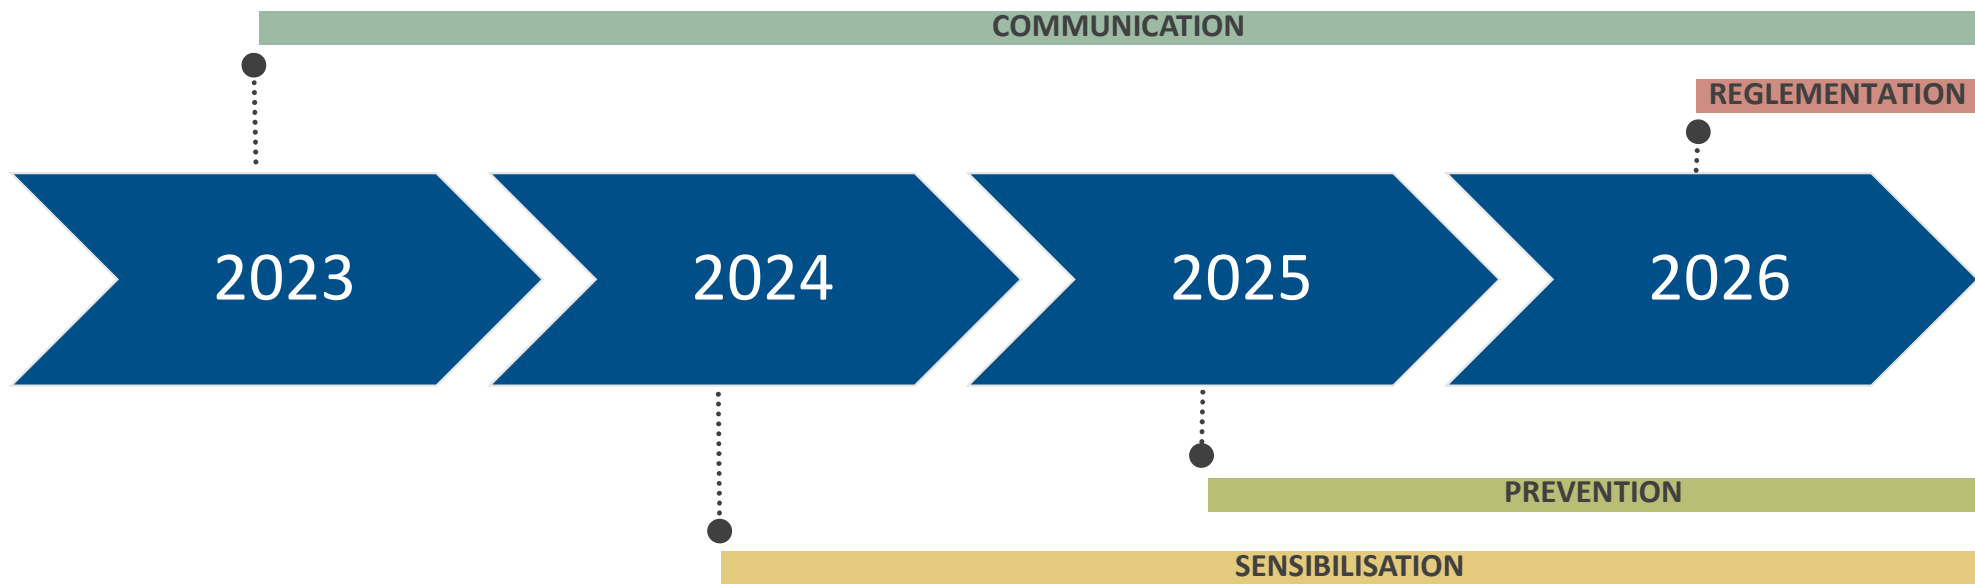 COMMUNICATION
REGLEMENTATION
2023
2024
2025
2026
PREVENTION
SENSIBILISATION